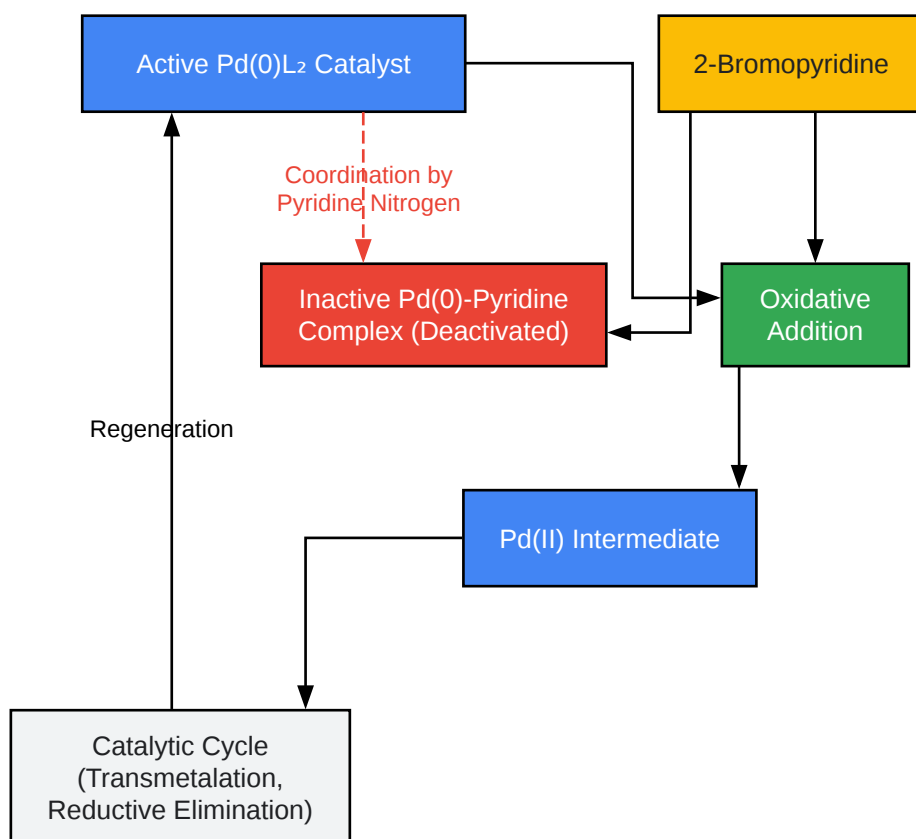 Active Pd(0)L₂ Catalyst
2-Bromopyridine
Coordination by
Pyridine Nitrogen
Inactive Pd(0)-Pyridine
Complex (Deactivated)
Oxidative
Addition
Regeneration
Pd(II) Intermediate
Catalytic Cycle
(Transmetalation,
Reductive Elimination)